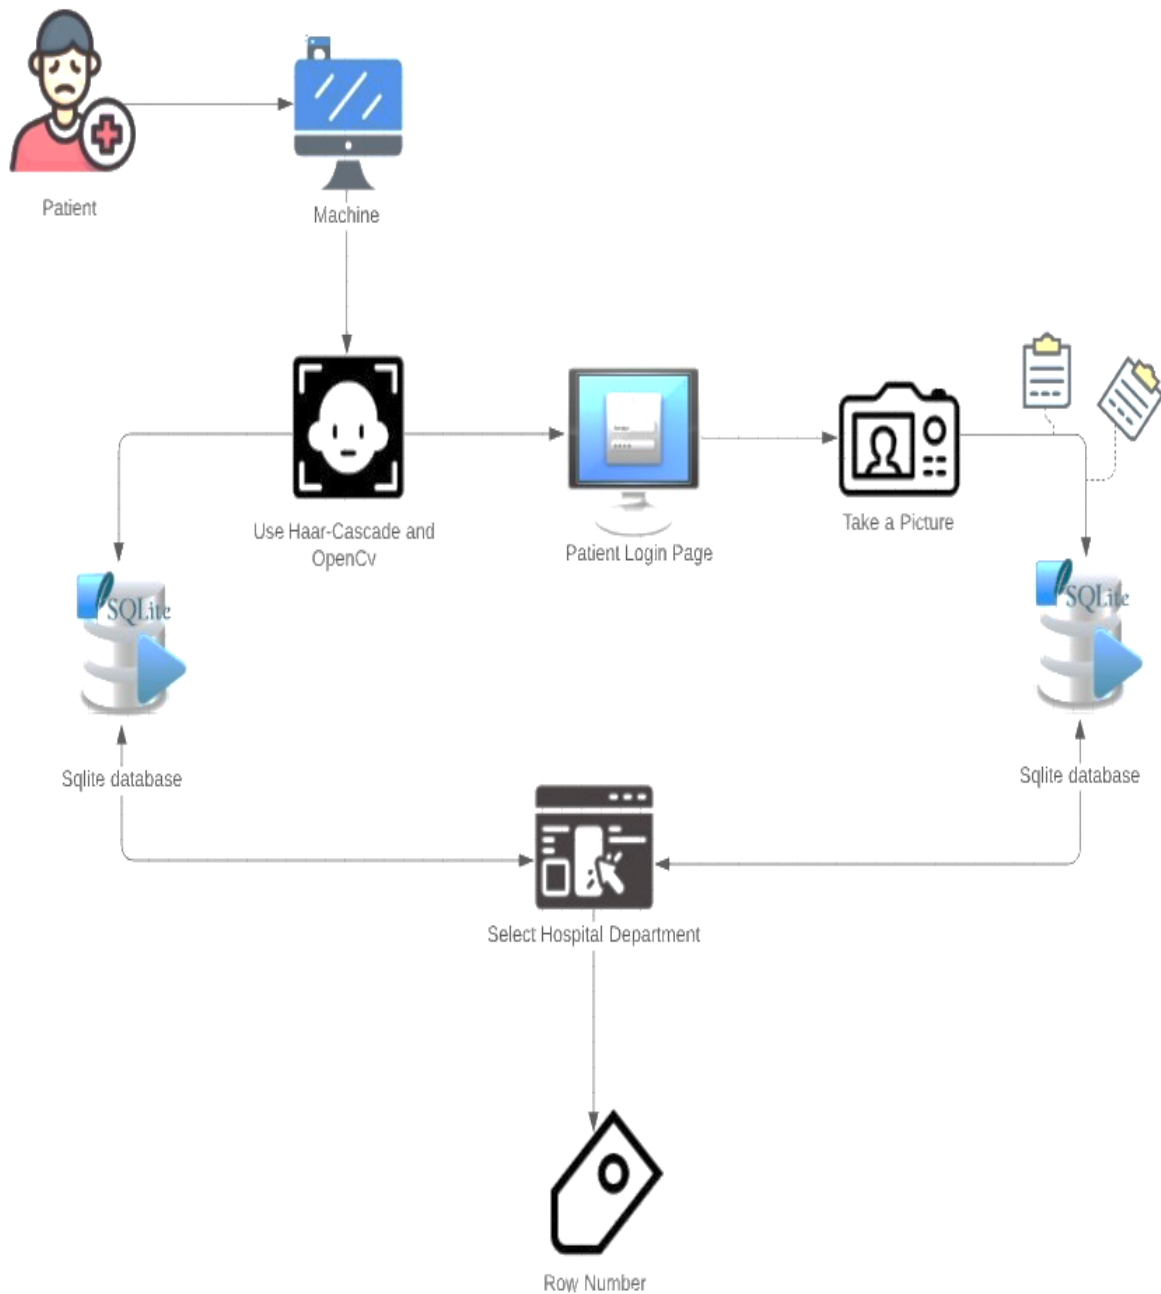 Patient
Machine
Use Haar-Cascade and
OpenCv
Patient Login Page
Take a Picture
SQLite
SQLite
Sqlite database
Sqlite database
Select Hospital Department
Row Number